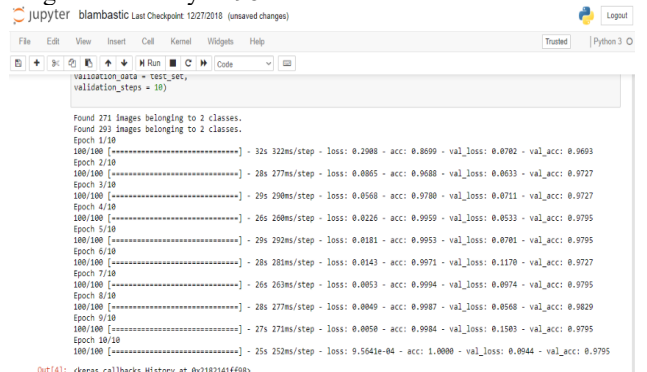 jupyter blambastic Last Checkpoint 12/27/2018 (unsaved changes) Logout
File Edit View Insert Cell Kernel Widgets Help Trusted Python 3
Run C Code
validation_data = test_set,
validation_steps = 10)
Found 271 images belonging to 2 classes.
Found 293 images belonging to 2 classes.
Epoch 1/10
100/100 [==============================] - 32s 322ms/step - loss: 0.2908 - acc: 0.8699 - val_loss: 0.0702 - val_acc: 0.9693
Epoch 2/10
100/100 [==============================] - 28s 277ms/step - loss: 0.0865 - acc: 0.9688 - val_loss: 0.0633 - val_acc: 0.9727
Epoch 3/10
100/100 [==============================] - 29s 290ms/step - loss: 0.0568 - acc: 0.9780 - val_loss: 0.0711 - val_acc: 0.9727
Epoch 4/10
100/100 [==============================] - 26s 260ms/step - loss: 0.0226 - acc: 0.9959 - val_loss: 0.0533 - val_acc: 0.9795
Epoch 5/10
100/100 [==============================] - 29s 292ms/step - loss: 0.0181 - acc: 0.9953 - val_loss: 0.0701 - val_acc: 0.9795
Epoch 6/10
100/100 [==============================] - 28s 281ms/step - loss: 0.0143 - acc: 0.9971 - val_loss: 0.1170 - val_acc: 0.9727
Epoch 7/10
100/100 [==============================] - 26s 263ms/step - loss: 0.0053 - acc: 0.9994 - val_loss: 0.0974 - val_acc: 0.9795
Epoch 8/10
100/100 [==============================] - 28s 277ms/step - loss: 0.0049 - acc: 0.9987 - val_loss: 0.0568 - val_acc: 0.9829
Epoch 9/10
100/100 [==============================] - 27s 271ms/step - loss: 0.0050 - acc: 0.9984 - val_loss: 0.1503 - val_acc: 0.9795
Epoch 10/10
100/100 [==============================] - 25s 252ms/step - loss: 9.5641e-04 - acc: 1.0000 - val_loss: 0.0944 - val_acc: 0.9795
Out[4]: <keras.callbacks.History at 0x2182141ff98>